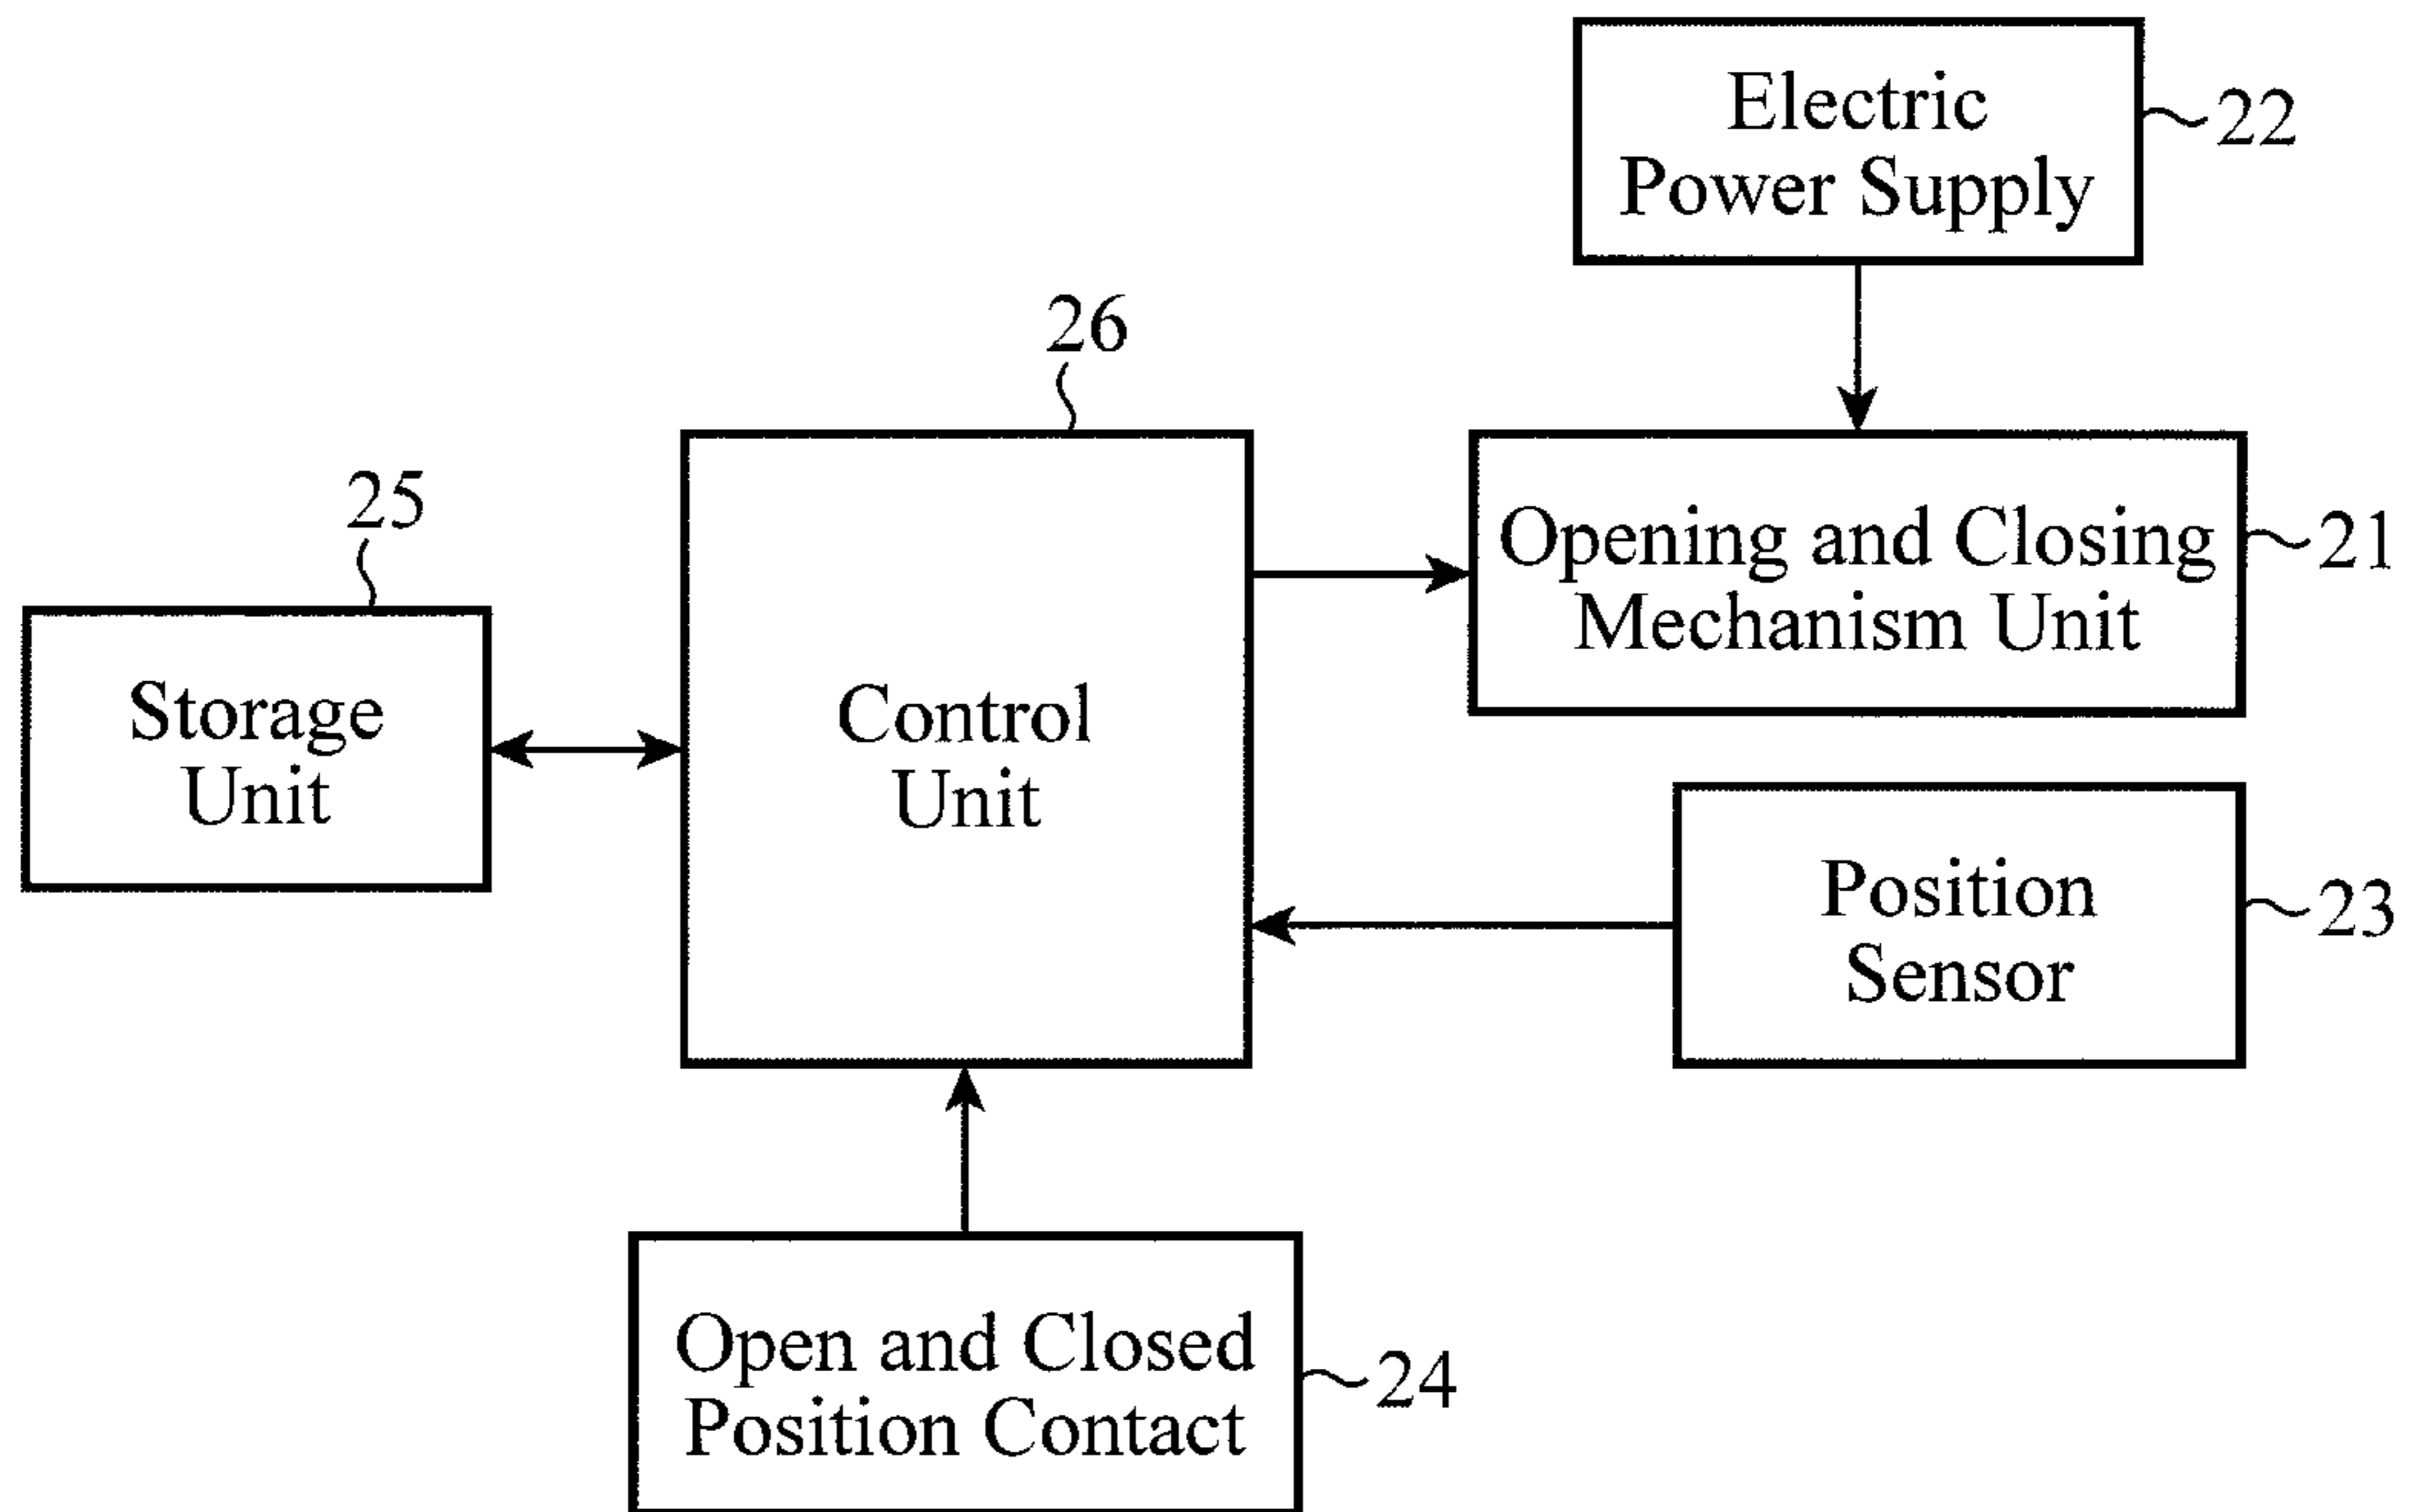 Electric
Power Supply
22
26
25
Opening and Closing
Mechanism Unit
21
Storage
Unit
Control
Unit
Position
Sensor
23
Open and Closed
Position Contact
24